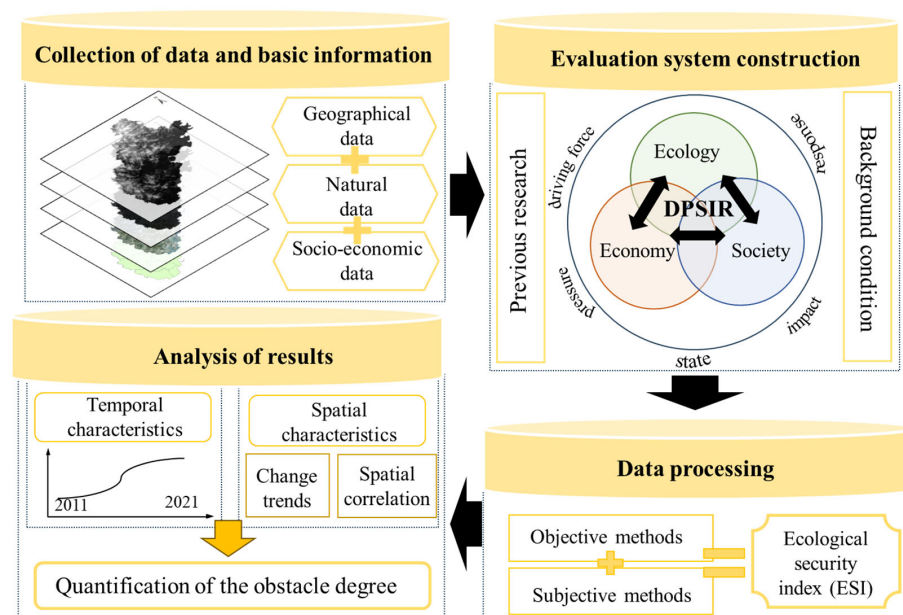 Collection of data and basic information
Geographical
data
Natural
data
Socio-economic
data
Evaluation system construction
Previous research
driving force
response
pressure
impact
state
Ecology
DPSIR
Economy
Society
Background condition
Analysis of results
Temporal
characteristics
2011
2021
Spatial
characteristics
Change
trends
Spatial
correlation
Quantification of the obstacle degree
Data processing
Objective methods
Subjective methods
Ecological
security
index (ESI)